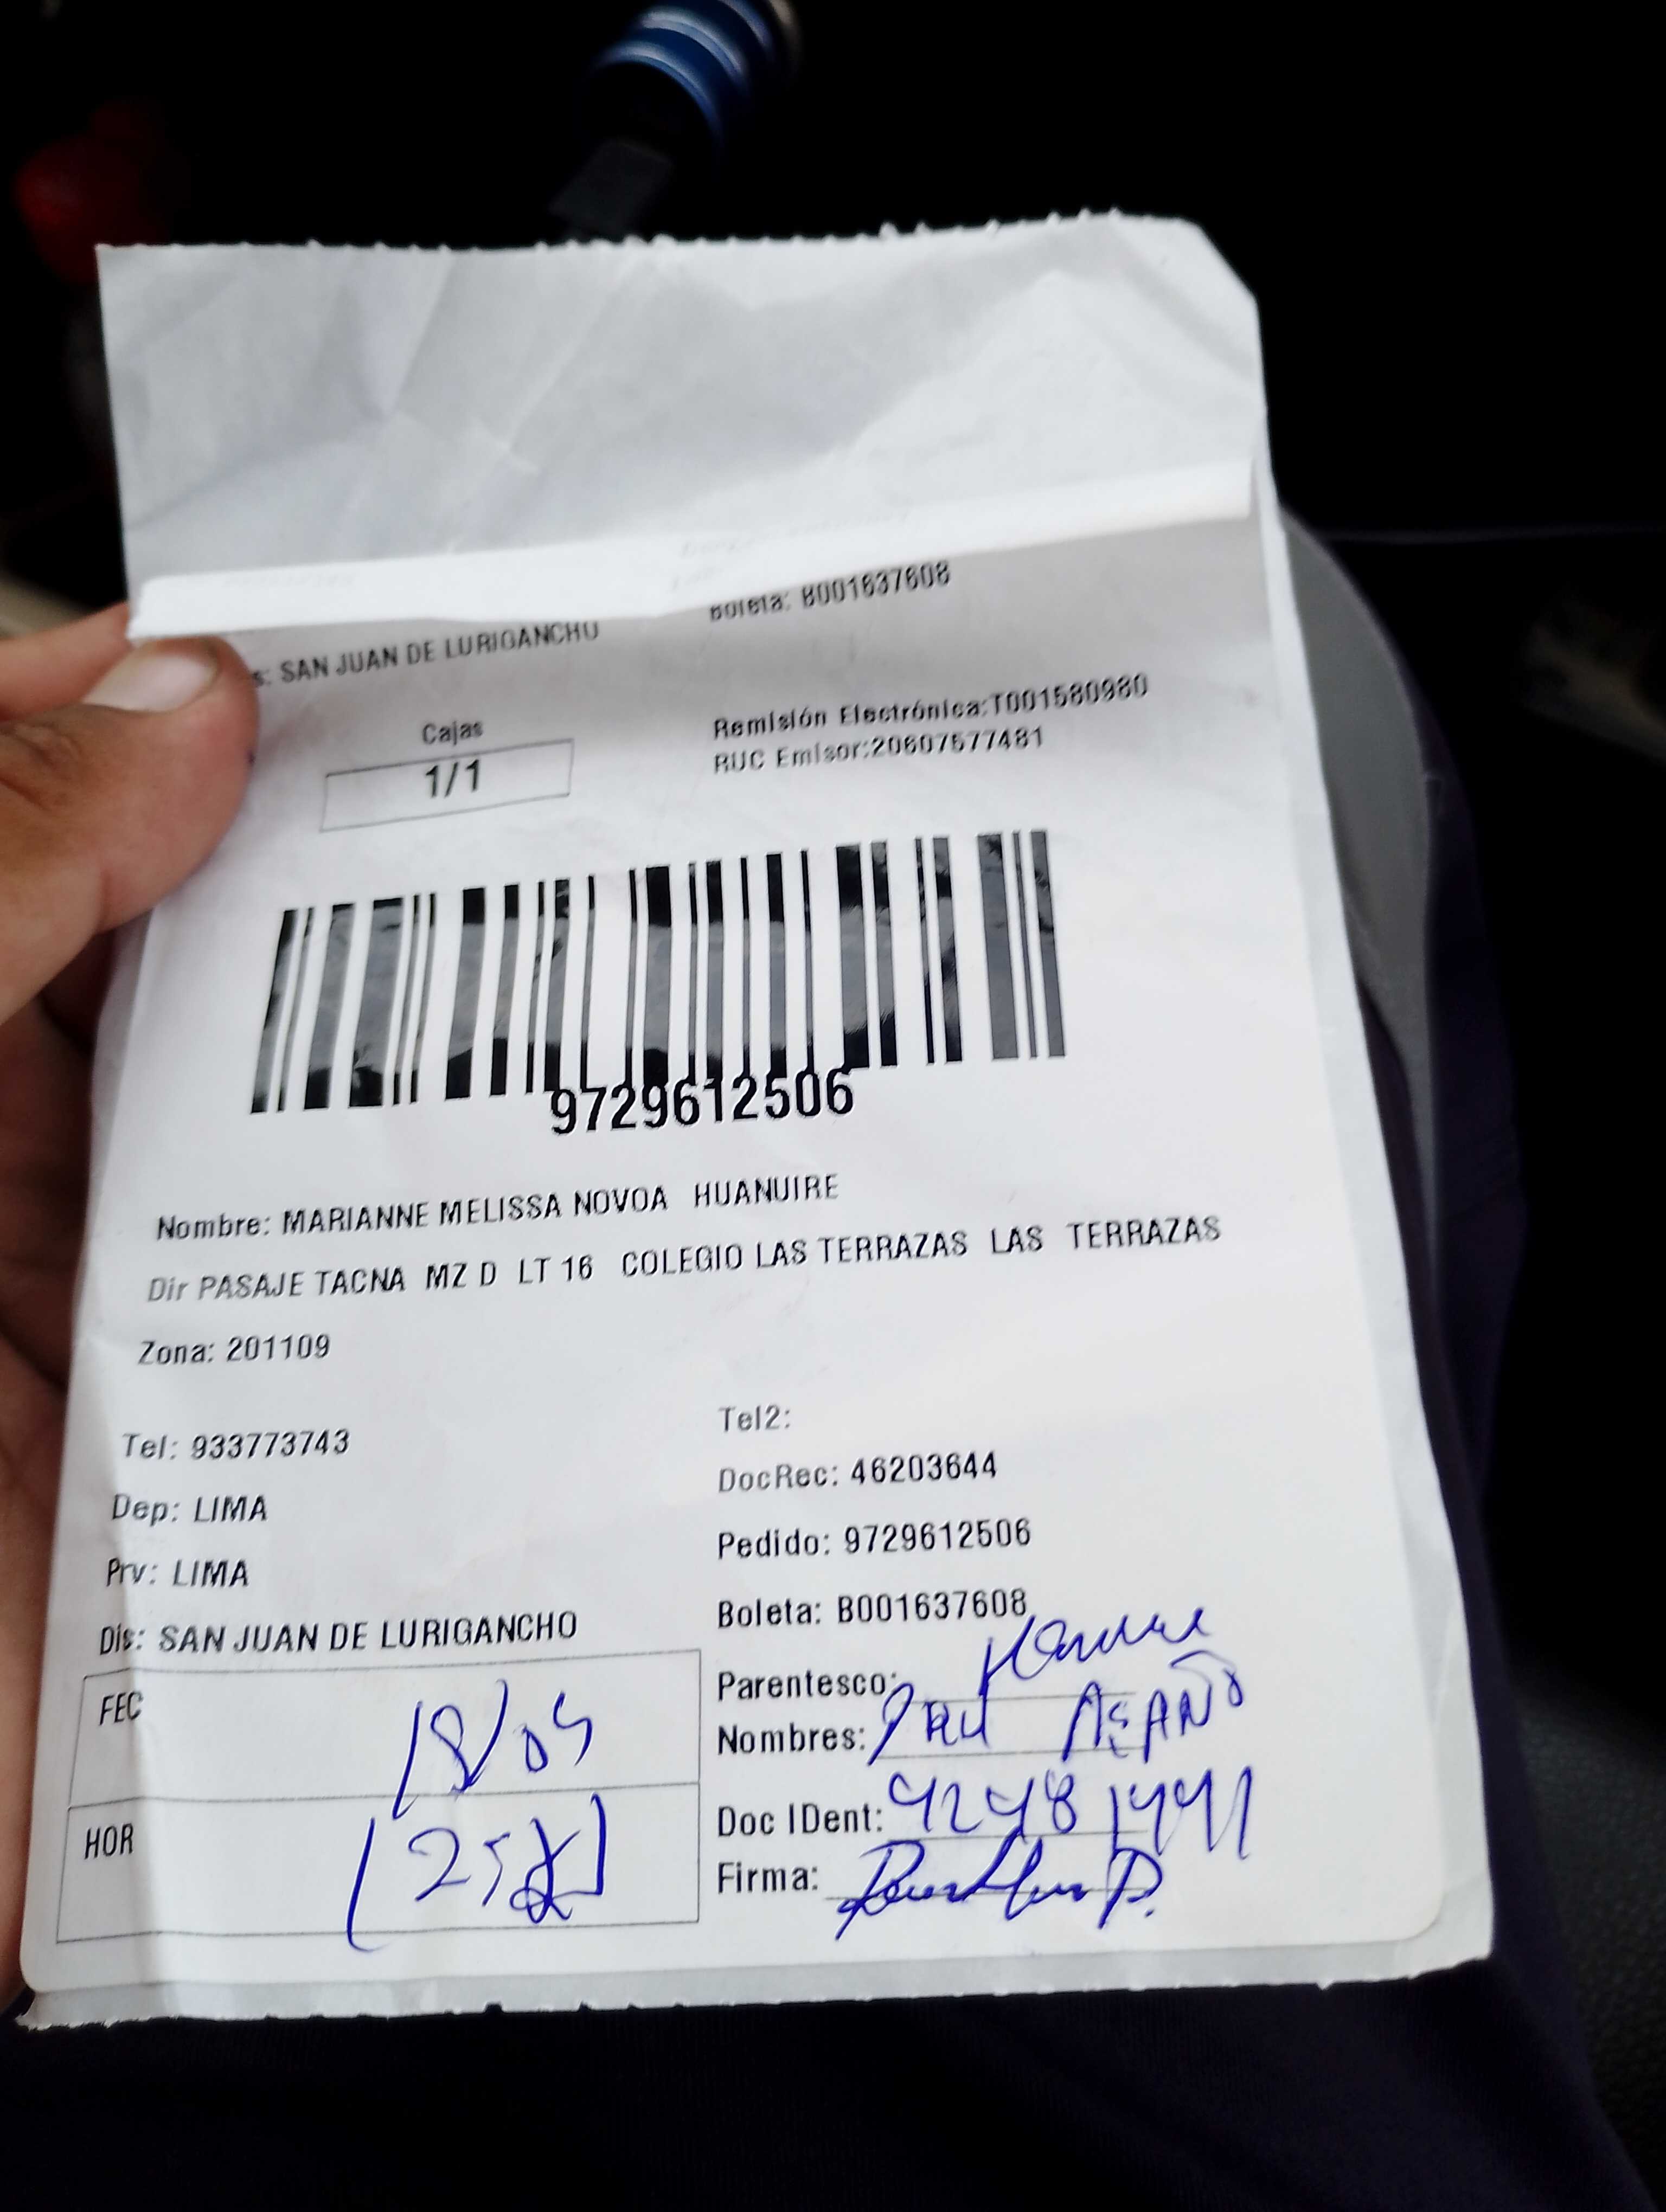 Boleta: B001637608
s: SAN JUAN DE LURIGANCHO
Cajas
1/1
Remisión Electrónica:T001580980
RUC Emisor:20607577481
9729612506
Nombre: MARIANNE MELISSA NOVOA HUANUIRE
Dir PASAJE TACNA MZ D LT 16 COLEGIO LAS TERRAZAS LAS TERRAZAS
Zona: 201109
Tel: 933773743
Tel2:
Dep: LIMA
DocRec: 46203644
Prv: LIMA
Pedido: 9729612506
Dis: SAN JUAN DE LURIGANCHO
Boleta: B001637608
FEC
Parentesco:
Nombres:
HOR
Doc IDent:
Firma: